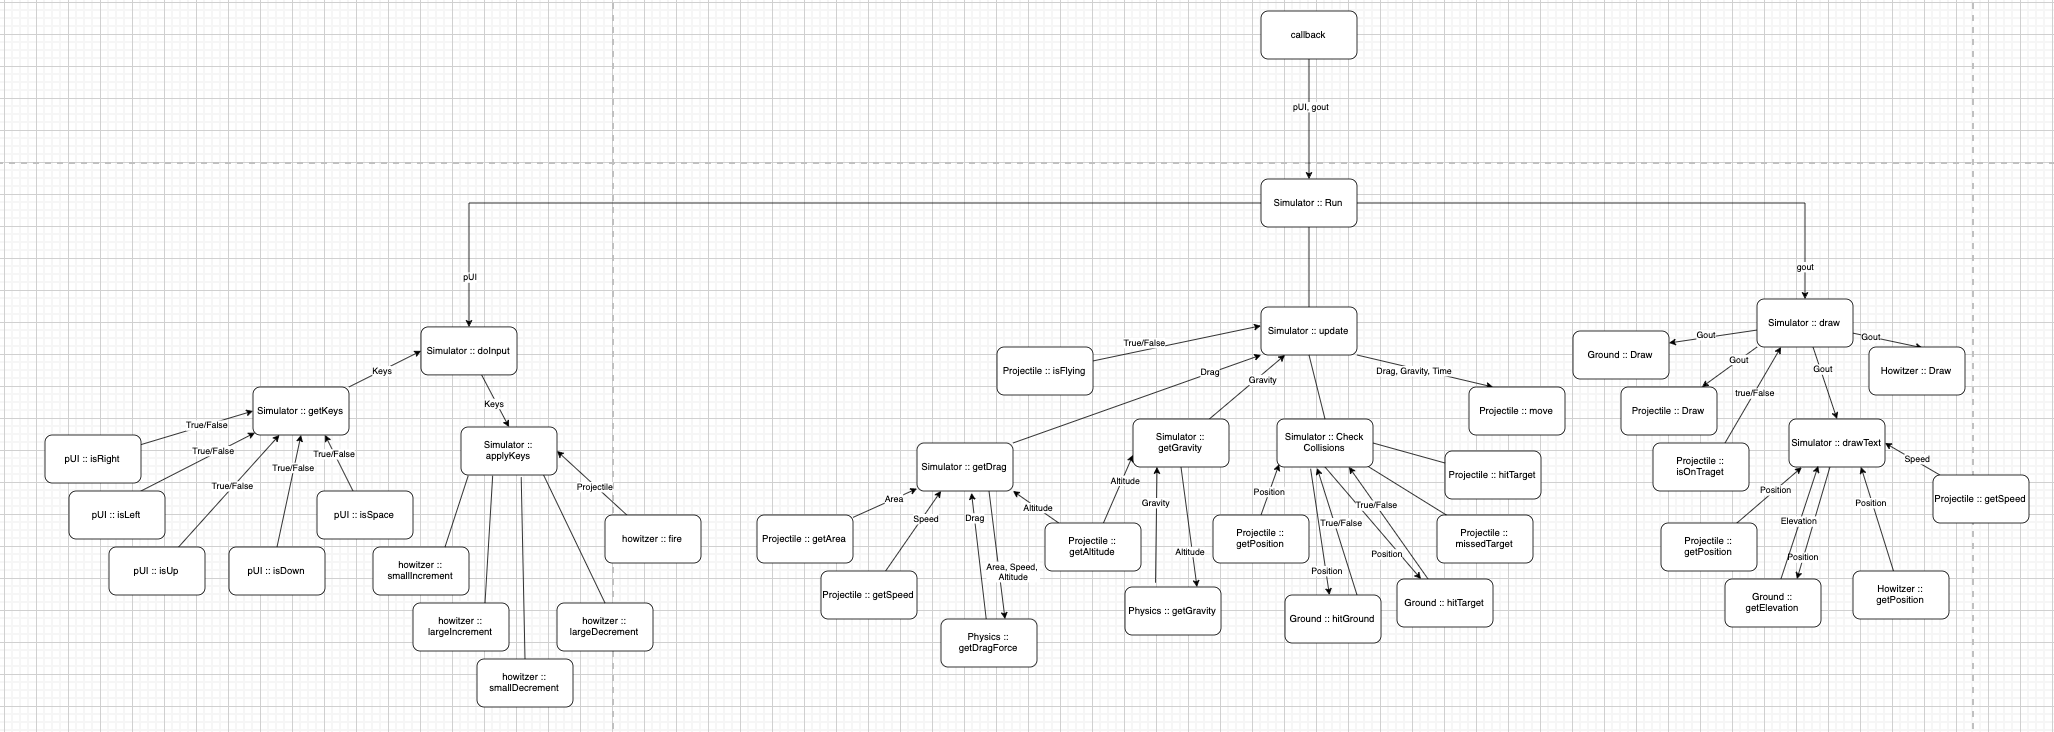 callback
pUI, gout
Simulator :: Run
pUI
gout
Simulator :: doInput
Simulator :: update
Simulator :: draw
Keys
Keys
True/False
Projectile :: isFlying
Drag
Gravity
Drag, Gravity, Time
Projectile :: move
Gout
Ground :: Draw
Gout
Projectile :: Draw
true/False
Gout
Gout
Howitzer :: Draw
Simulator :: getKeys
True/False
True/False
True/False
True/False
True/False
pUI :: isRight
pUI :: isLeft
pUI :: isUp
pUI :: isDown
pUI :: isSpace
Simulator ::
applyKeys
Projectile
howitzer :: fire
howitzer ::
smallIncrement
howitzer ::
largeIncrement
howitzer ::
smallDecrement
howitzer ::
largeDecrement
Simulator :: getDrag
Area
Speed
Drag
Area, Speed,
Altitude
Altitude
Projectile :: getArea
Projectile :: getSpeed
Physics ::
getDragForce
Projectile ::
getAltitude
Simulator ::
getGravity
Altitude
Gravity
Altitude
Physics :: getGravity
Simulator :: Check
Collisions
Position
True/False
Position
True/False
Position
Projectile ::
getPosition
Ground :: hitGround
Ground :: hitTarget
Projectile :: hitTarget
Projectile ::
missedTarget
Projectile ::
isOnTraget
Simulator :: drawText
Position
Elevation
Position
Position
Speed
Projectile ::
getPosition
Ground ::
getElevation
Howitzer ::
getPosition
Projectile :: getSpeed